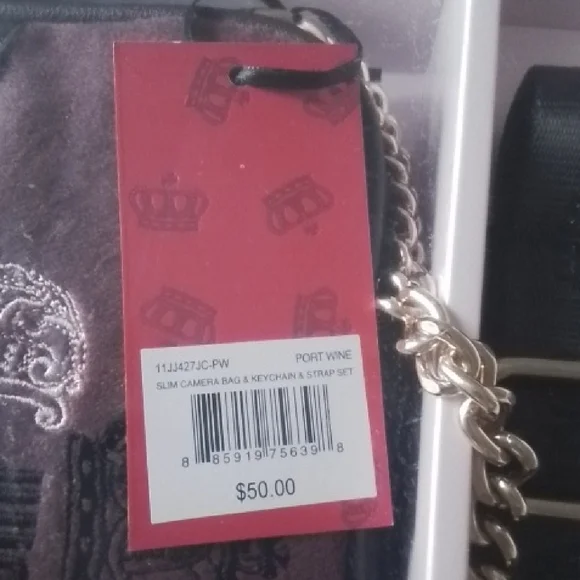 11JJ427JC-PW PORT WINE
SLIM CAMERA BAG & KEYCHAIN & STRAP SET
8 85919 75639 8
$50.00